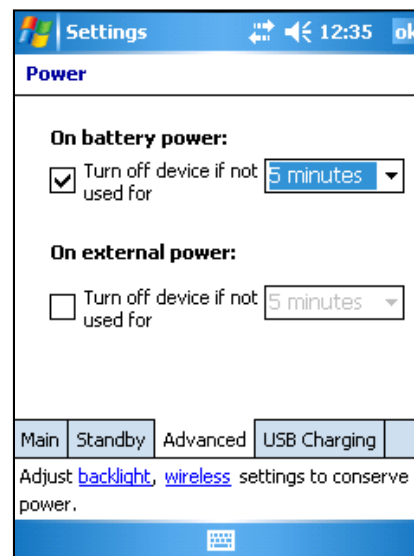 Settings 12:35 ok
Power
On battery power:
Turn off device if not used for 5 minutes
On external power:
Turn off device if not used for 5 minutes
Main Standby Advanced USB Charging
Adjust backlight, wireless settings to conserve
power.